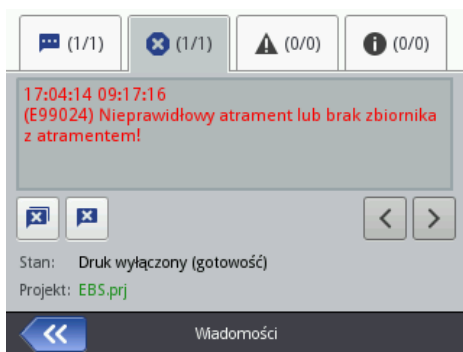 (1/1) (1/1) (0/0) (0/0)
17:04:14 09:17:16
(E99024) Nieprawidłowy atrament lub brak zbiornika
z atramentem!
Stan: Druk wyłączony (gotowość)
Projekt: EBS.prj
Wiadomości